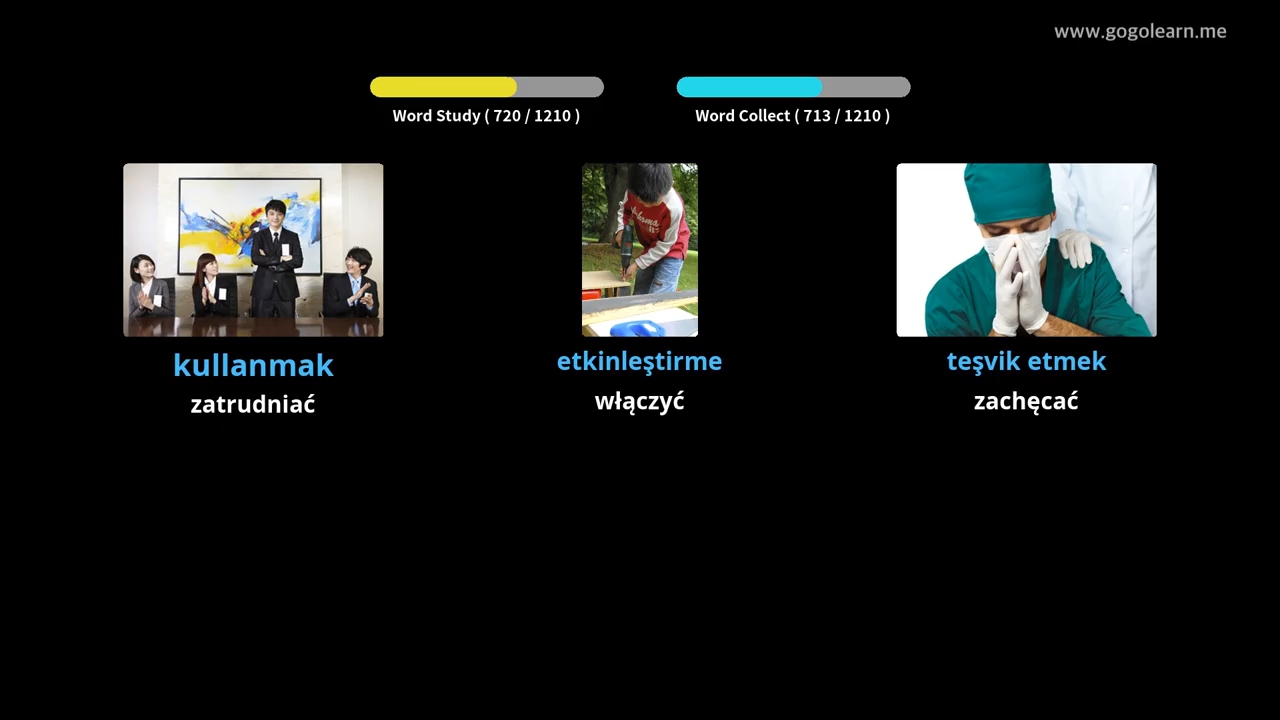 www.gogolearn.me
Word Study ( 720 / 1210 )
Word Collect ( 713 / 1210 )
kullanmak
zatrudniać
etkinleştirme
włączyć
teşvik etmek
zachęcać